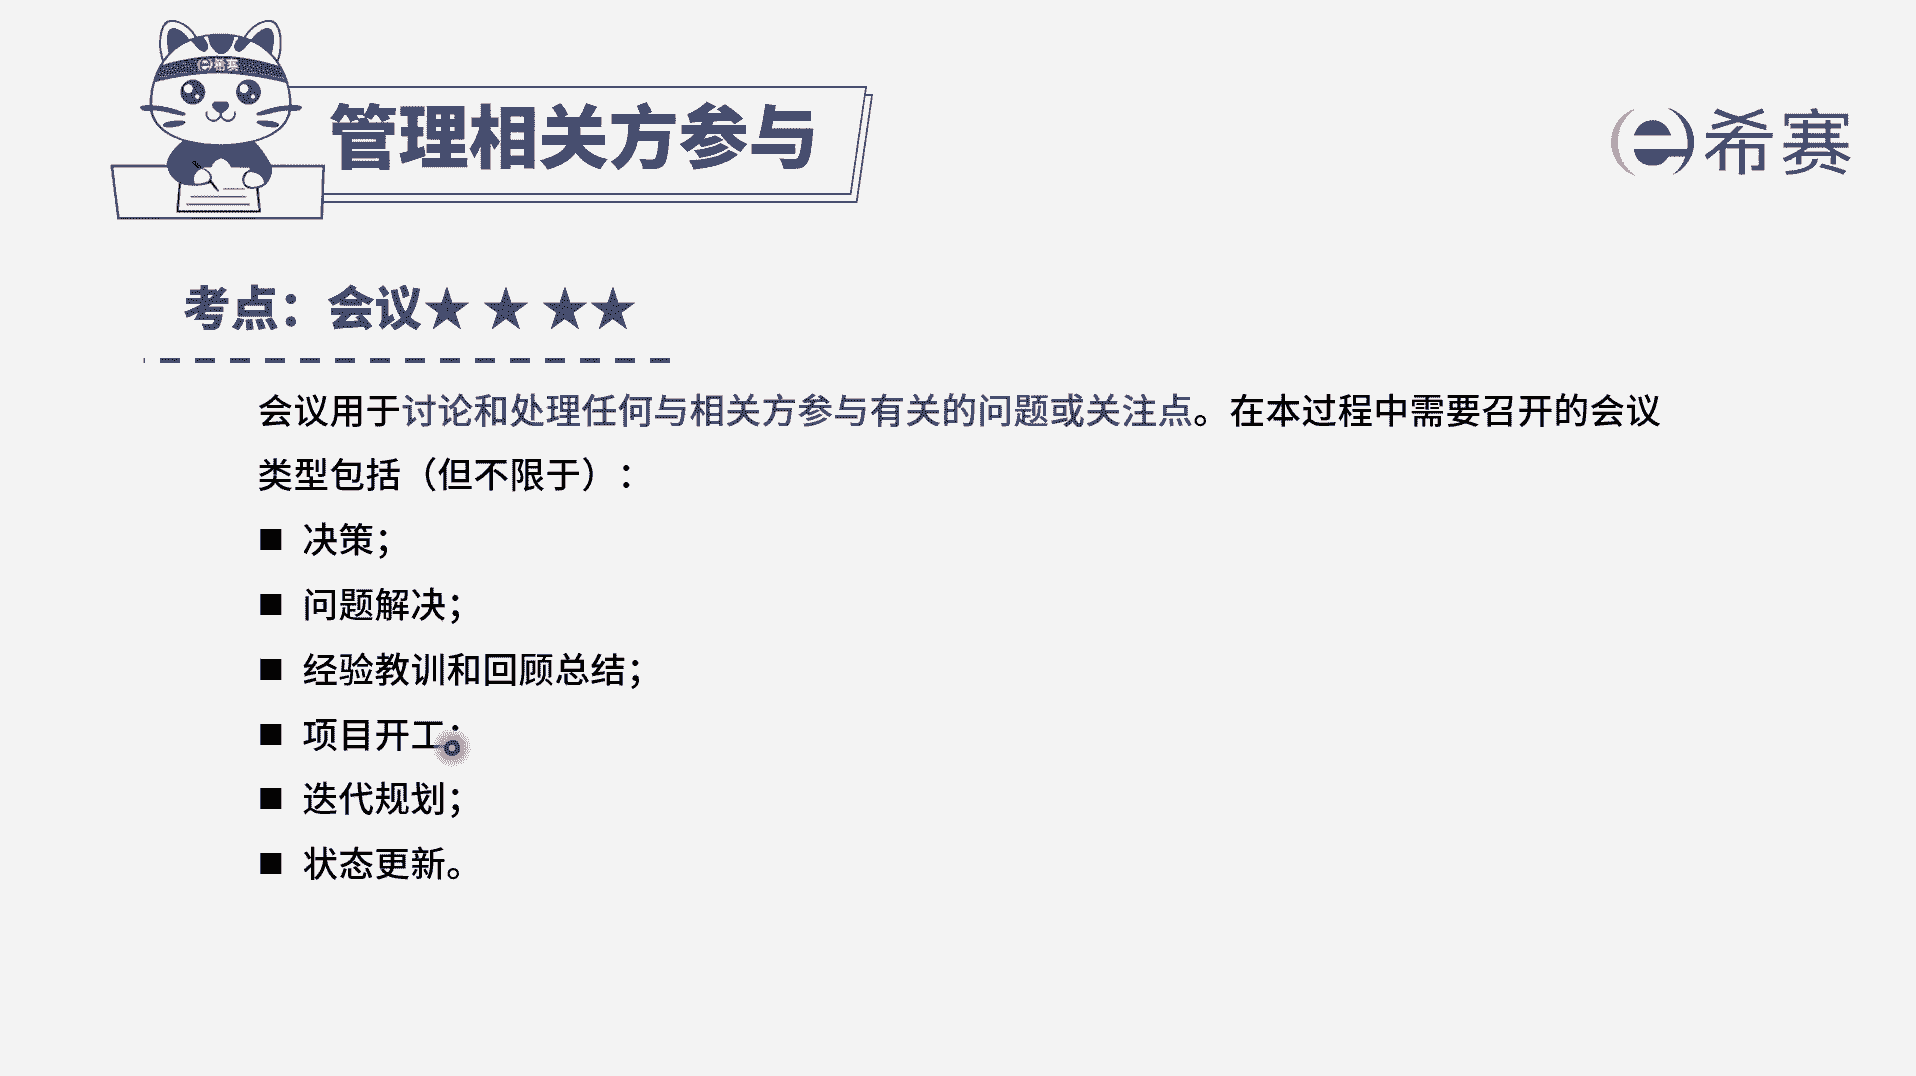 希赛
管理相关方参与
希赛
考点：会议★ ★ ★★
会议用于讨论和处理任何与相关方参与有关的问题或关注点。在本过程中需要召开的会议
类型包括（但不限于）：
■ 决策；
■ 问题解决；
■ 经验教训和回顾总结；
■ 项目开工；
■ 迭代规划；
■ 状态更新。